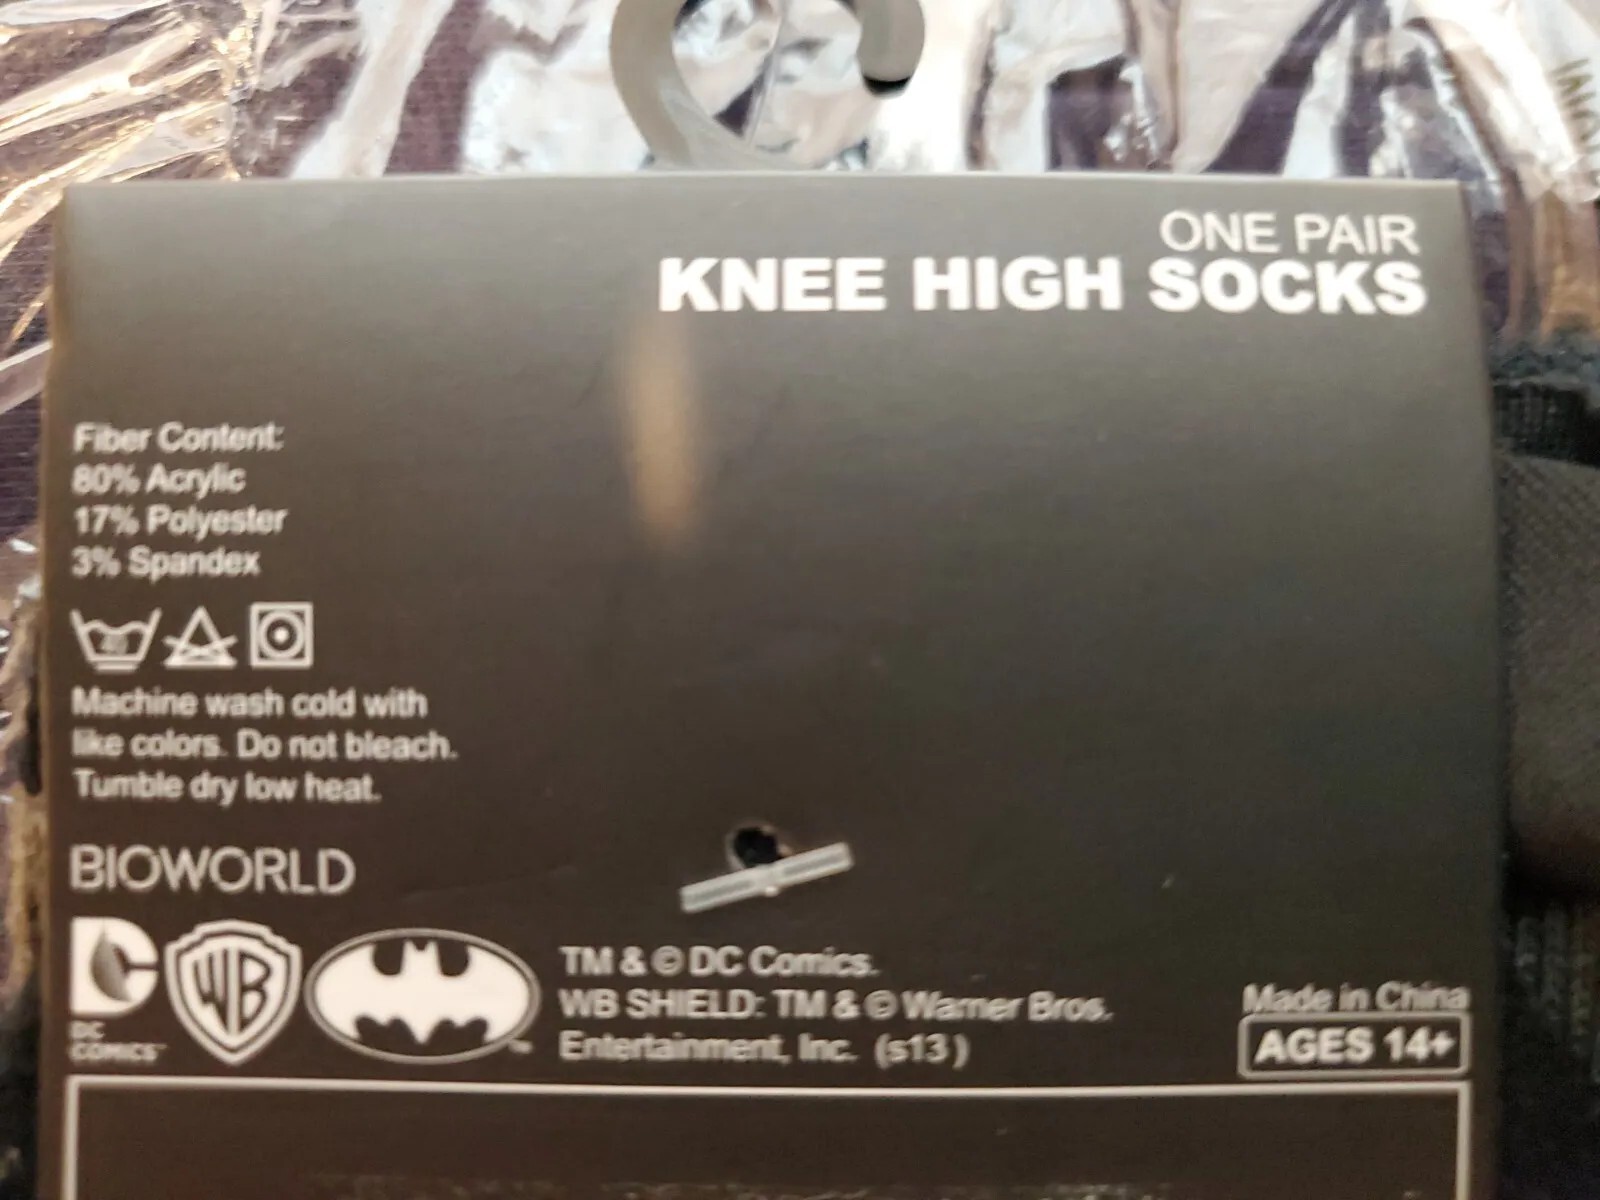 ONE PAIR
KNEE HIGH SOCKS
Fiber Content:
80% Acrylic
17% Polyester
3% Spandex
40
Machine wash cold with
like colors. Do not bleach.
Tumble dry low heat.
BIOWORLD
DC
COMICS™
WB
TM & © DC Comics.
WB SHIELD: TM & © Warner Bros.
Entertainment, Inc. (s13)
Made in China
AGES 14+